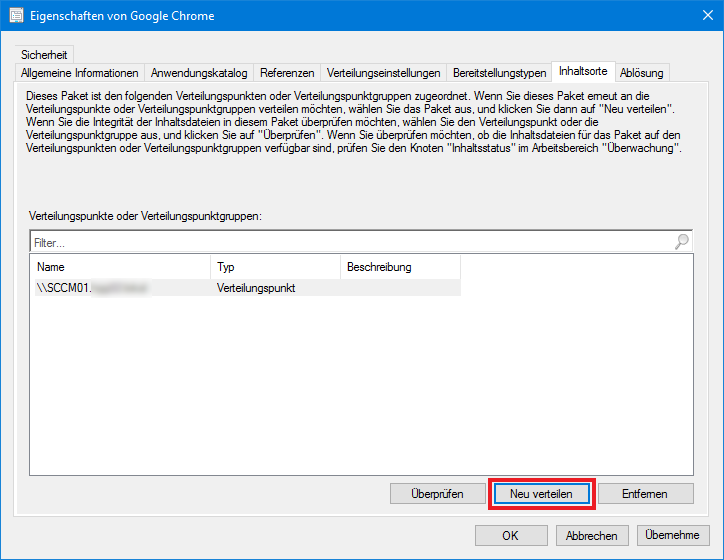 Eigenschaften von Google Chrome
Sicherheit
Allgemeine Informationen Anwendungskatalog Referenzen Verteilungseinstellungen Bereitstellungstypen Inhaltsorte Ablösung
Dieses Paket ist den folgenden Verteilungspunkten oder Verteilungspunktgruppen zugeordnet. Wenn Sie dieses Paket erneut an die
Verteilungspunkte oder Verteilungspunktgruppen verteilen möchten, wählen Sie das Paket aus, und klicken Sie dann auf "Neu verteilen".
Wenn Sie die Integrität der Inhaltsdateien in diesem Paket überprüfen möchten, wählen Sie den Verteilungspunkt oder die
Verteilungspunktgruppe aus, und klicken Sie auf "Überprüfen". Wenn Sie überprüfen möchten, ob die Inhaltsdateien für das Paket auf den
Verteilungspunkten oder Verteilungspunktgruppen verfügbar sind, prüfen Sie den Knoten "Inhaltsstatus" im Arbeitsbereich "Überwachung".
Verteilungspunkte oder Verteilungspunktgruppen:
Filter...
Name Typ Beschreibung
\\SCCM01. Verteilungspunkt
Überprüfen Neu verteilen Entfernen
OK Abbrechen Übernehme